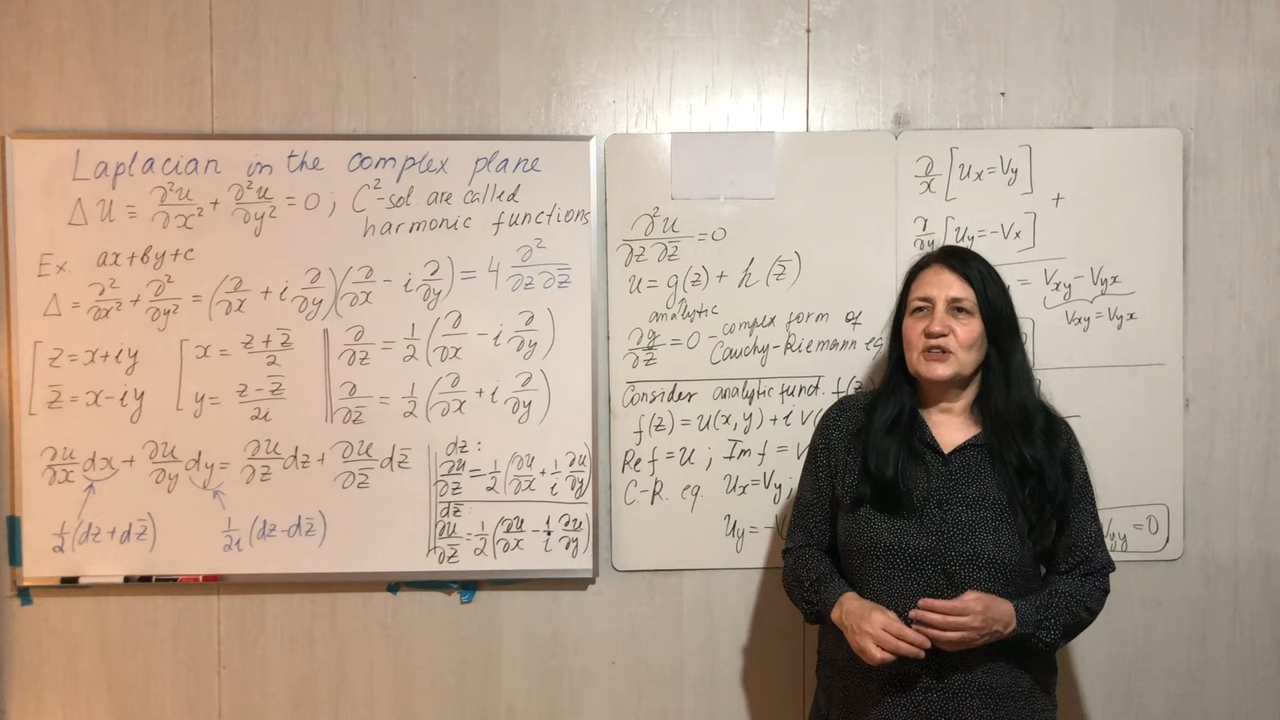 Laplacian in the complex plane
Δu ≡ ∂²u/∂x² + ∂²u/∂y² = 0 ; C²-sol. are called
harmonic functions
Ex. ax+by+c
Δ = ∂²/∂x² + ∂²/∂y² = (∂/∂x + i ∂/∂y)(∂/∂x - i ∂/∂y) = 4 ∂²/∂z∂z̄
z = x+iy
z̄ = x-iy
x = (z+z̄)/2
y = (z-z̄)/2i
∂/∂z = 1/2 (∂/∂x - i ∂/∂y)
∂/∂z̄ = 1/2 (∂/∂x + i ∂/∂y)
∂u/∂x dx + ∂u/∂y dy = ∂u/∂z dz + ∂u/∂z̄ dz̄
1/2 (dz+dz̄)
1/2i (dz-dz̄)
dz:
∂u/∂z = 1/2 (∂u/∂x + 1/i ∂u/∂y)
dz̄:
∂u/∂z̄ = 1/2 (∂u/∂x - 1/i ∂u/∂y)
∂²u/∂z∂z̄ = 0
u = g(z) + h(z̄)
analytic
∂g/∂z̄ = 0 - complex form of
Cauchy-Riemann eq
Consider analytic funct. f(z)
f(z) = u(x,y) + i v(
Re f = u ; Im f = v
C.-R. eq. u_x = v_y ;
u_y = -
∂/x [u_x = v_y]
+
∂/∂y [u_y = -v_x]
= v_xy - v_yx
v_xy = v_yx
v_yy = 0